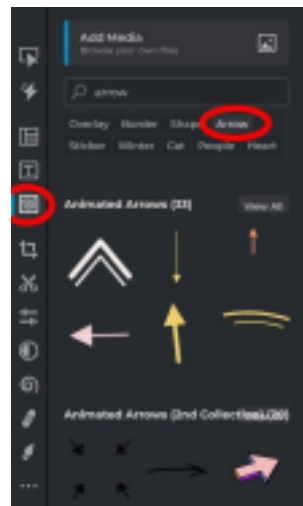 Add Media
Browse your own files
arrow
Overlay Border Shape Arrow
Sticker Winter Cat People Heart
Animated Arrows (33) View All
Animated Arrows (2nd Collection) (20)